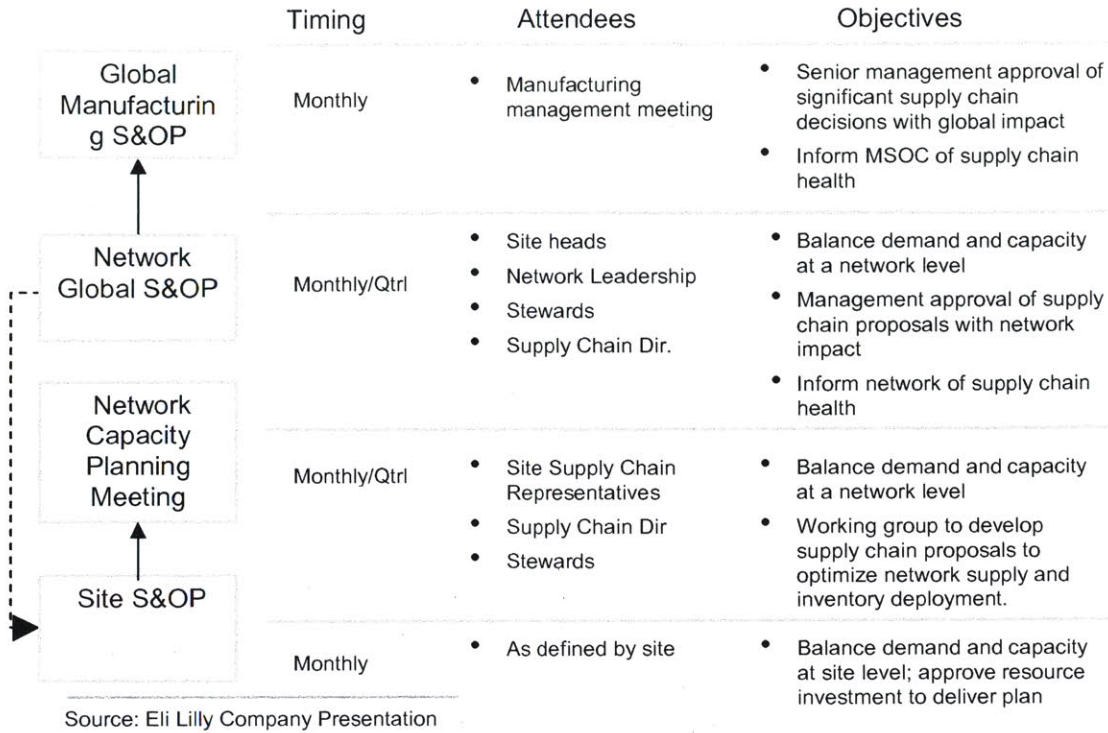 Timing
Attendees
Objectives
Global
Manufacturin
g S&OP
Monthly
• Manufacturing
management meeting
• Senior management approval of
significant supply chain
decisions with global impact
• Inform MSOC of supply chain
health
Network
Global S&OP
Monthly/Qtrl
• Site heads
• Network Leadership
• Stewards
• Supply Chain Dir.
• Balance demand and capacity
at a network level
• Management approval of supply
chain proposals with network
impact
• Inform network of supply chain
health
Network
Capacity
Planning
Meeting
Monthly/Qtrl
• Site Supply Chain
Representatives
• Supply Chain Dir
• Stewards
• Balance demand and capacity
at a network level
• Working group to develop
supply chain proposals to
optimize network supply and
inventory deployment.
Site S&OP
Monthly
• As defined by site
• Balance demand and capacity
at site level; approve resource
investment to deliver plan
Source: Eli Lilly Company Presentation